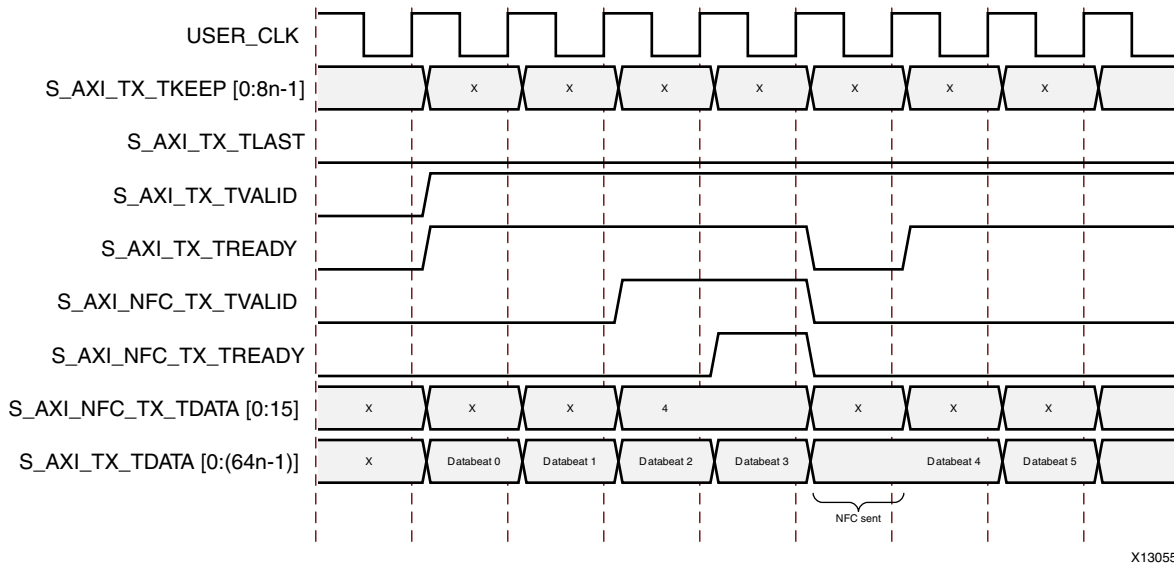 USER_CLK
S_AXI_TX_TKEEP [0:8n-1] X X X X X X X
S_AXI_TX_TLAST
S_AXI_TX_TVALID
S_AXI_TX_TREADY
S_AXI_NFC_TX_TVALID
S_AXI_NFC_TX_TREADY
S_AXI_NFC_TX_TDATA [0:15] X X X 4 X X X
S_AXI_TX_TDATA [0:(64n-1)] X Databeat 0 Databeat 1 Databeat 2 Databeat 3 Databeat 4 Databeat 5
NFC sent
X13055